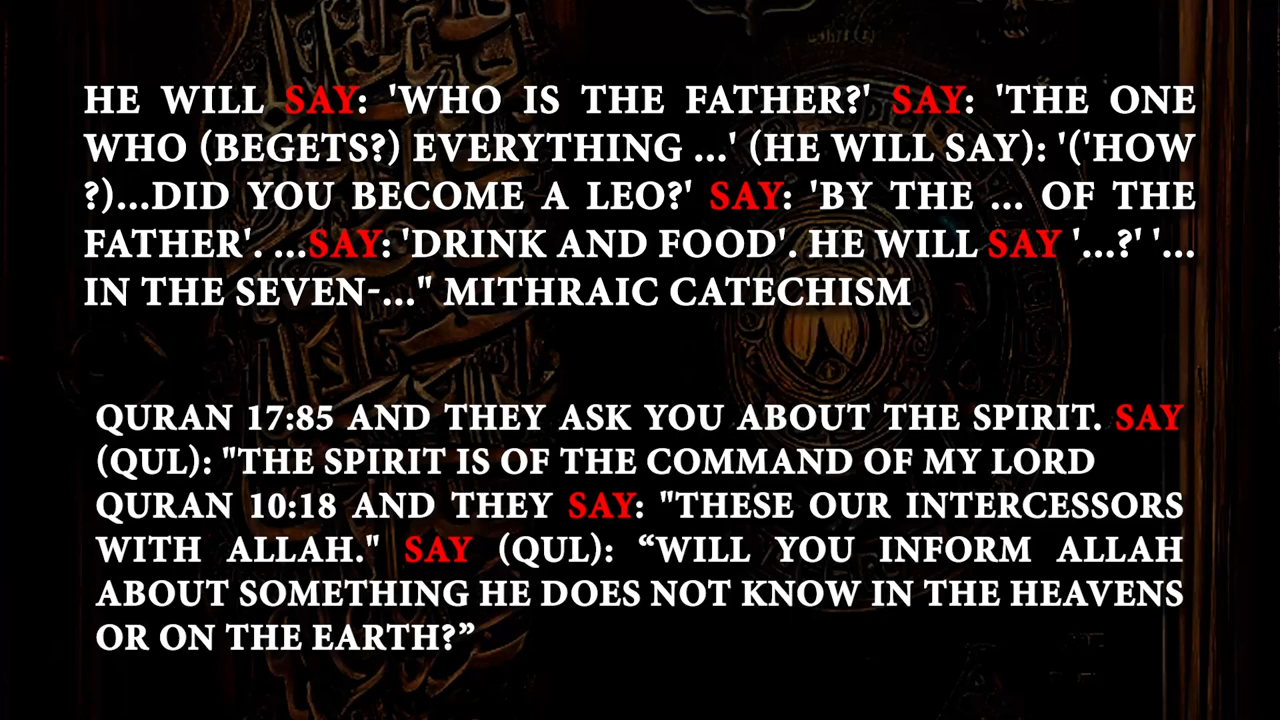 HE WILL SAY: 'WHO IS THE FATHER?' SAY: 'THE ONE
WHO (BEGETS?) EVERYTHING ...' (HE WILL SAY): '('HOW
?)...DID YOU BECOME A LEO?' SAY: 'BY THE ... OF THE
FATHER'. ...SAY: 'DRINK AND FOOD'. HE WILL SAY '...?' '...
IN THE SEVEN-..." MITHRAIC CATECHISM
QURAN 17:85 AND THEY ASK YOU ABOUT THE SPIRIT. SAY
(QUL): "THE SPIRIT IS OF THE COMMAND OF MY LORD
QURAN 10:18 AND THEY SAY: "THESE OUR INTERCESSORS
WITH ALLAH." SAY (QUL): “WILL YOU INFORM ALLAH
ABOUT SOMETHING HE DOES NOT KNOW IN THE HEAVENS
OR ON THE EARTH?”